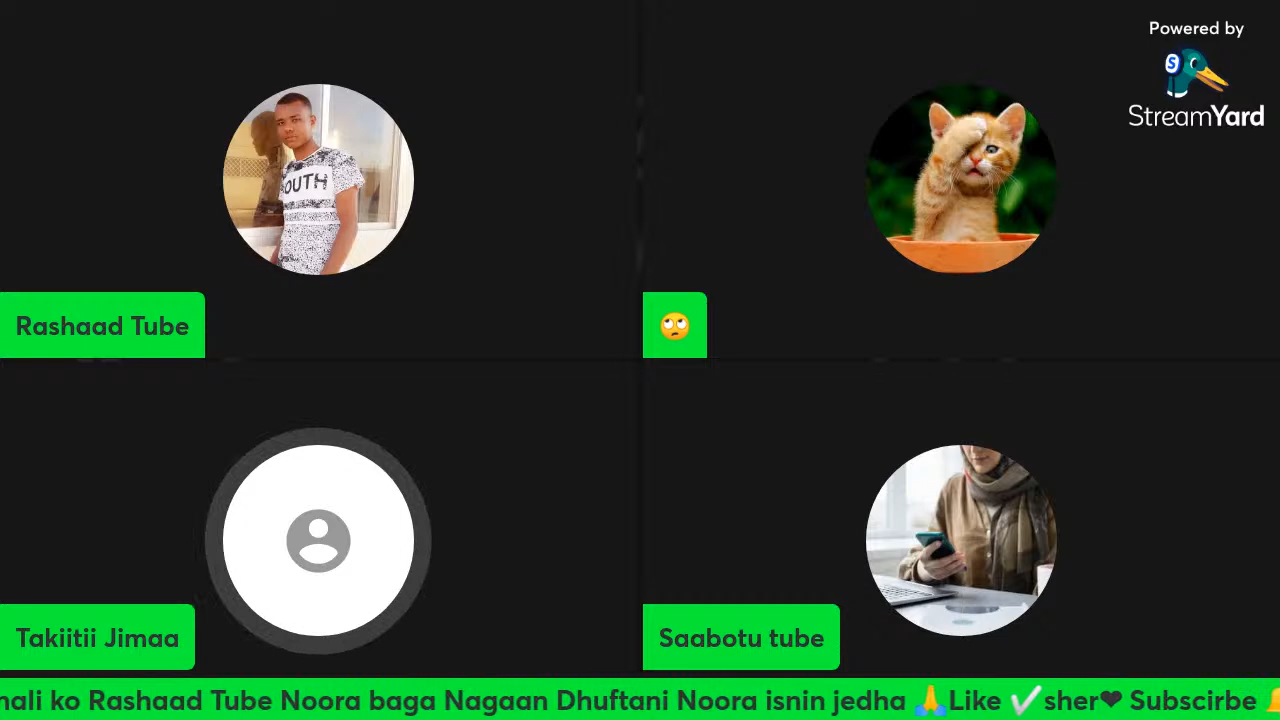 Powered by
StreamYard
OUTH
Rashaad Tube
🙄
Takiitii Jimaa
Saabotu tube
ko Rashaad Tube Noora baga Nagaan Dhuftani Noora isnin jedha 🙏Like ✔️sher❤ Subscirbe 🔔